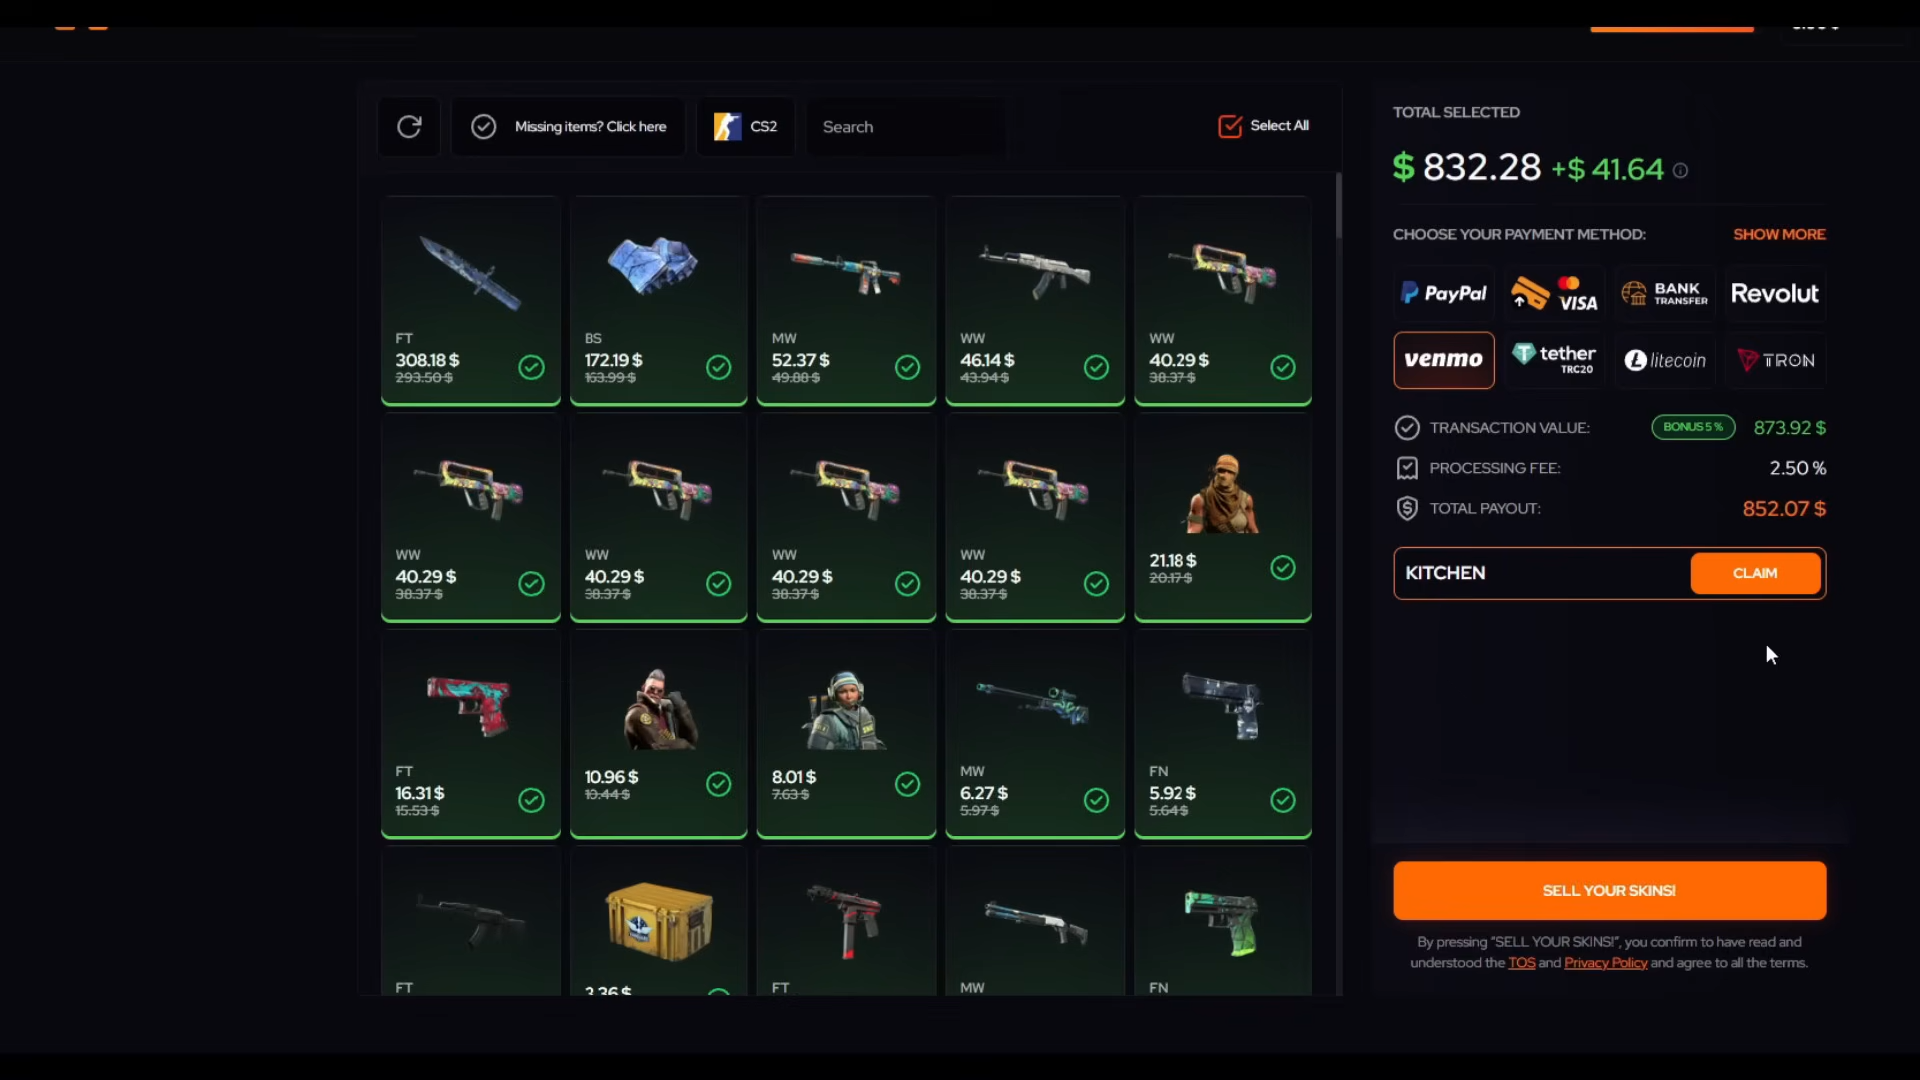 Missing items? Click here
CS2
Search
Select All
FT
308.18 $
293.50 $
BS
172.19 $
163.99 $
MW
52.37 $
49.88 $
WW
46.14 $
43.94 $
WW
40.29 $
38.37 $
WW
40.29 $
38.37 $
WW
40.29 $
38.37 $
WW
40.29 $
38.37 $
WW
40.29 $
38.37 $
21.18 $
20.17 $
FT
16.31 $
15.53 $
10.96 $
10.44 $
8.01 $
7.63 $
MW
6.27 $
5.97 $
FN
5.92 $
5.64 $
FT
3.36 $
FT
MW
FN
TOTAL SELECTED
$ 832.28 +$ 41.64
CHOOSE YOUR PAYMENT METHOD: SHOW MORE
PayPal
VISA
BANK
TRANSFER
Revolut
venmo
tether
TRC20
litecoin
TRON
TRANSACTION VALUE: BONUS 5 % 873.92 $
PROCESSING FEE: 2.50 %
TOTAL PAYOUT: 852.07 $
KITCHEN CLAIM
SELL YOUR SKINS!
By pressing "SELL YOUR SKINS!", you confirm to have read and
understood the TOS and Privacy Policy and agree to all the terms.